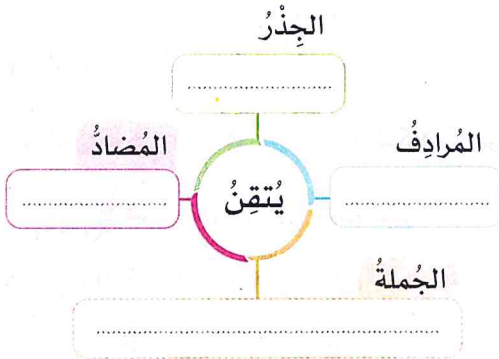 الجِذْرُ
المُرادِفُ
المُضادُّ
يُتقِنُ
الجُملةُ